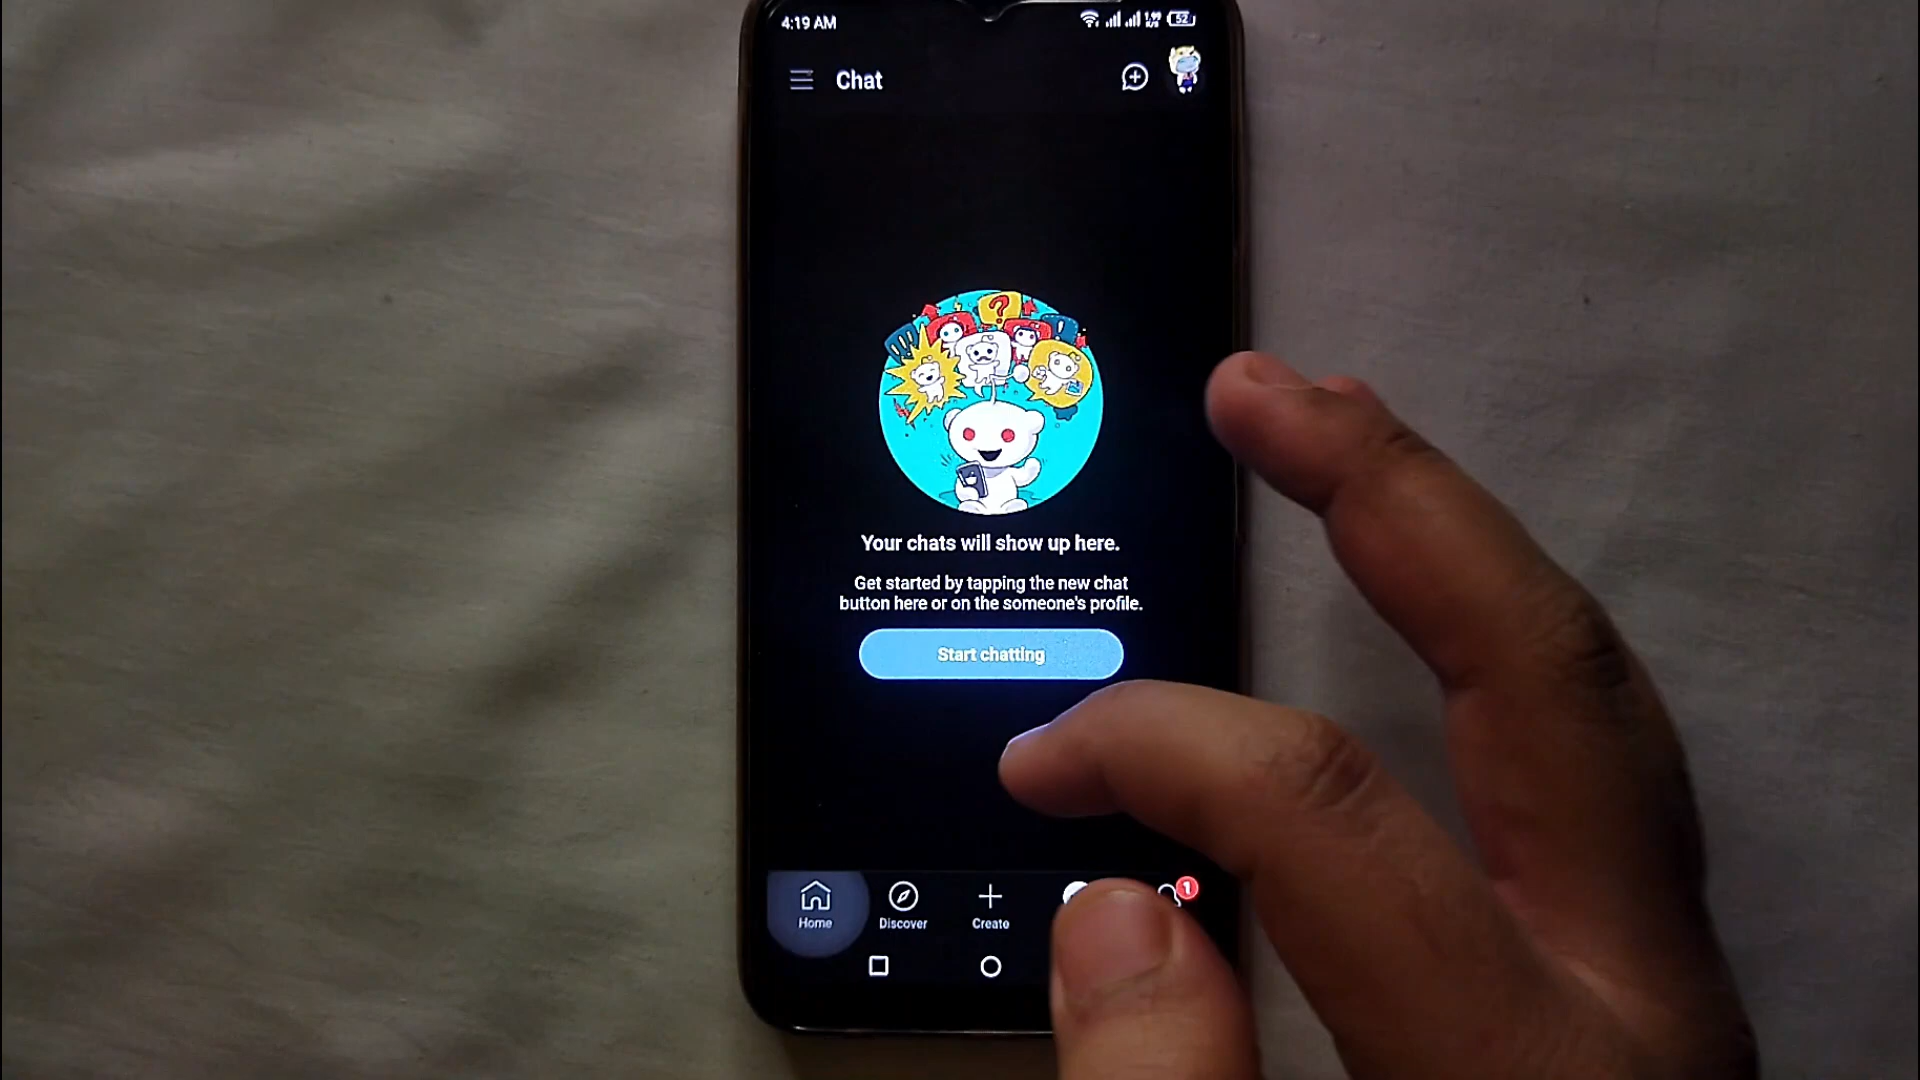 4:19 AM
52
Chat
Your chats will show up here.
Get started by tapping the new chat
button here or on the someone's profile.
Start chatting
1
Home
Discover
Create